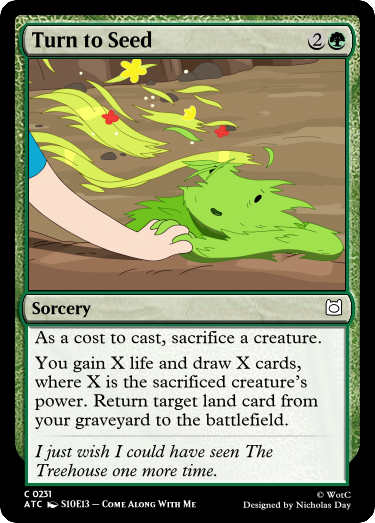 Turn to Seed 2
Sorcery
As a cost to cast, sacrifice a creature.
You gain X life and draw X cards,
where X is the sacrificed creature's
power. Return target land card from
your graveyard to the battlefield.
I just wish I could have seen The
Treehouse one more time.
C 0231
ATC S10E13 – Come Along With Me
© WotC
Designed by Nicholas Day